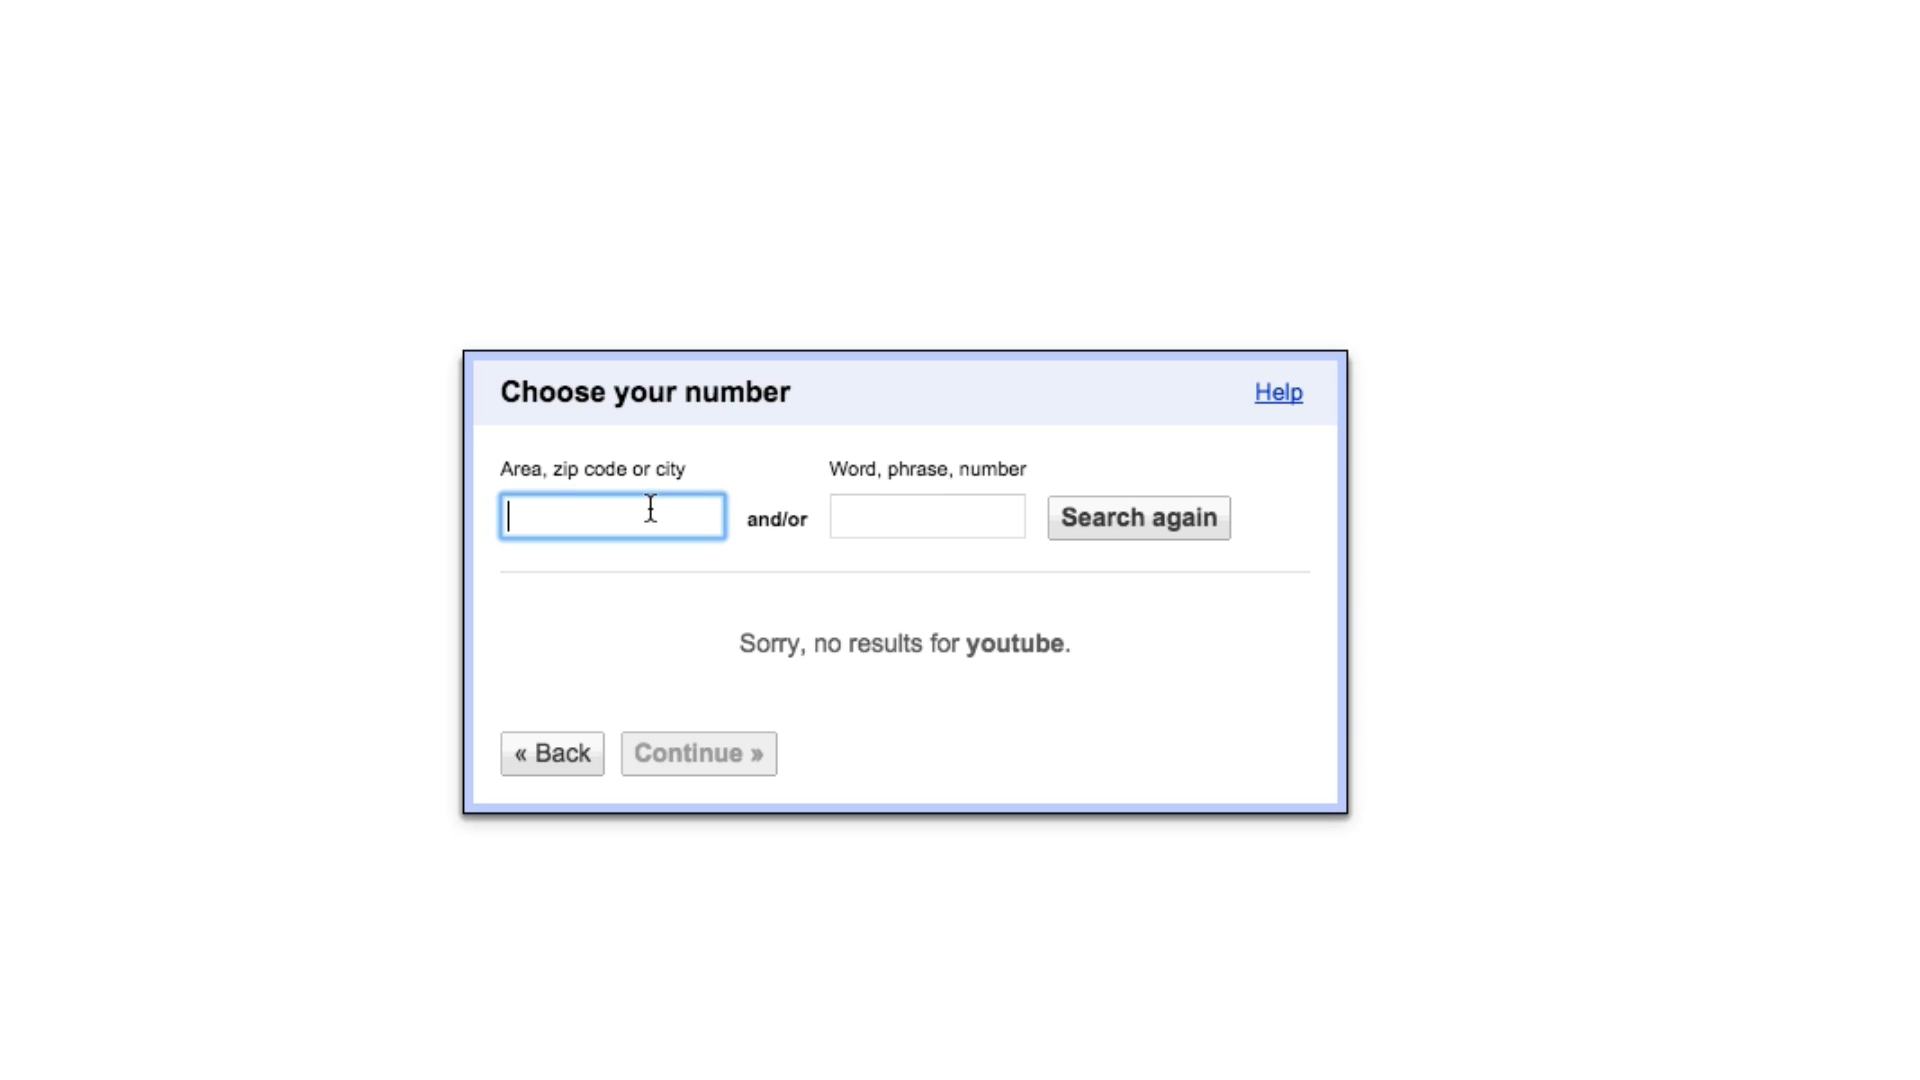 Choose your number
Help
Area, zip code or city
Word, phrase, number
and/or
Search again
Sorry, no results for youtube.
« Back
Continue »